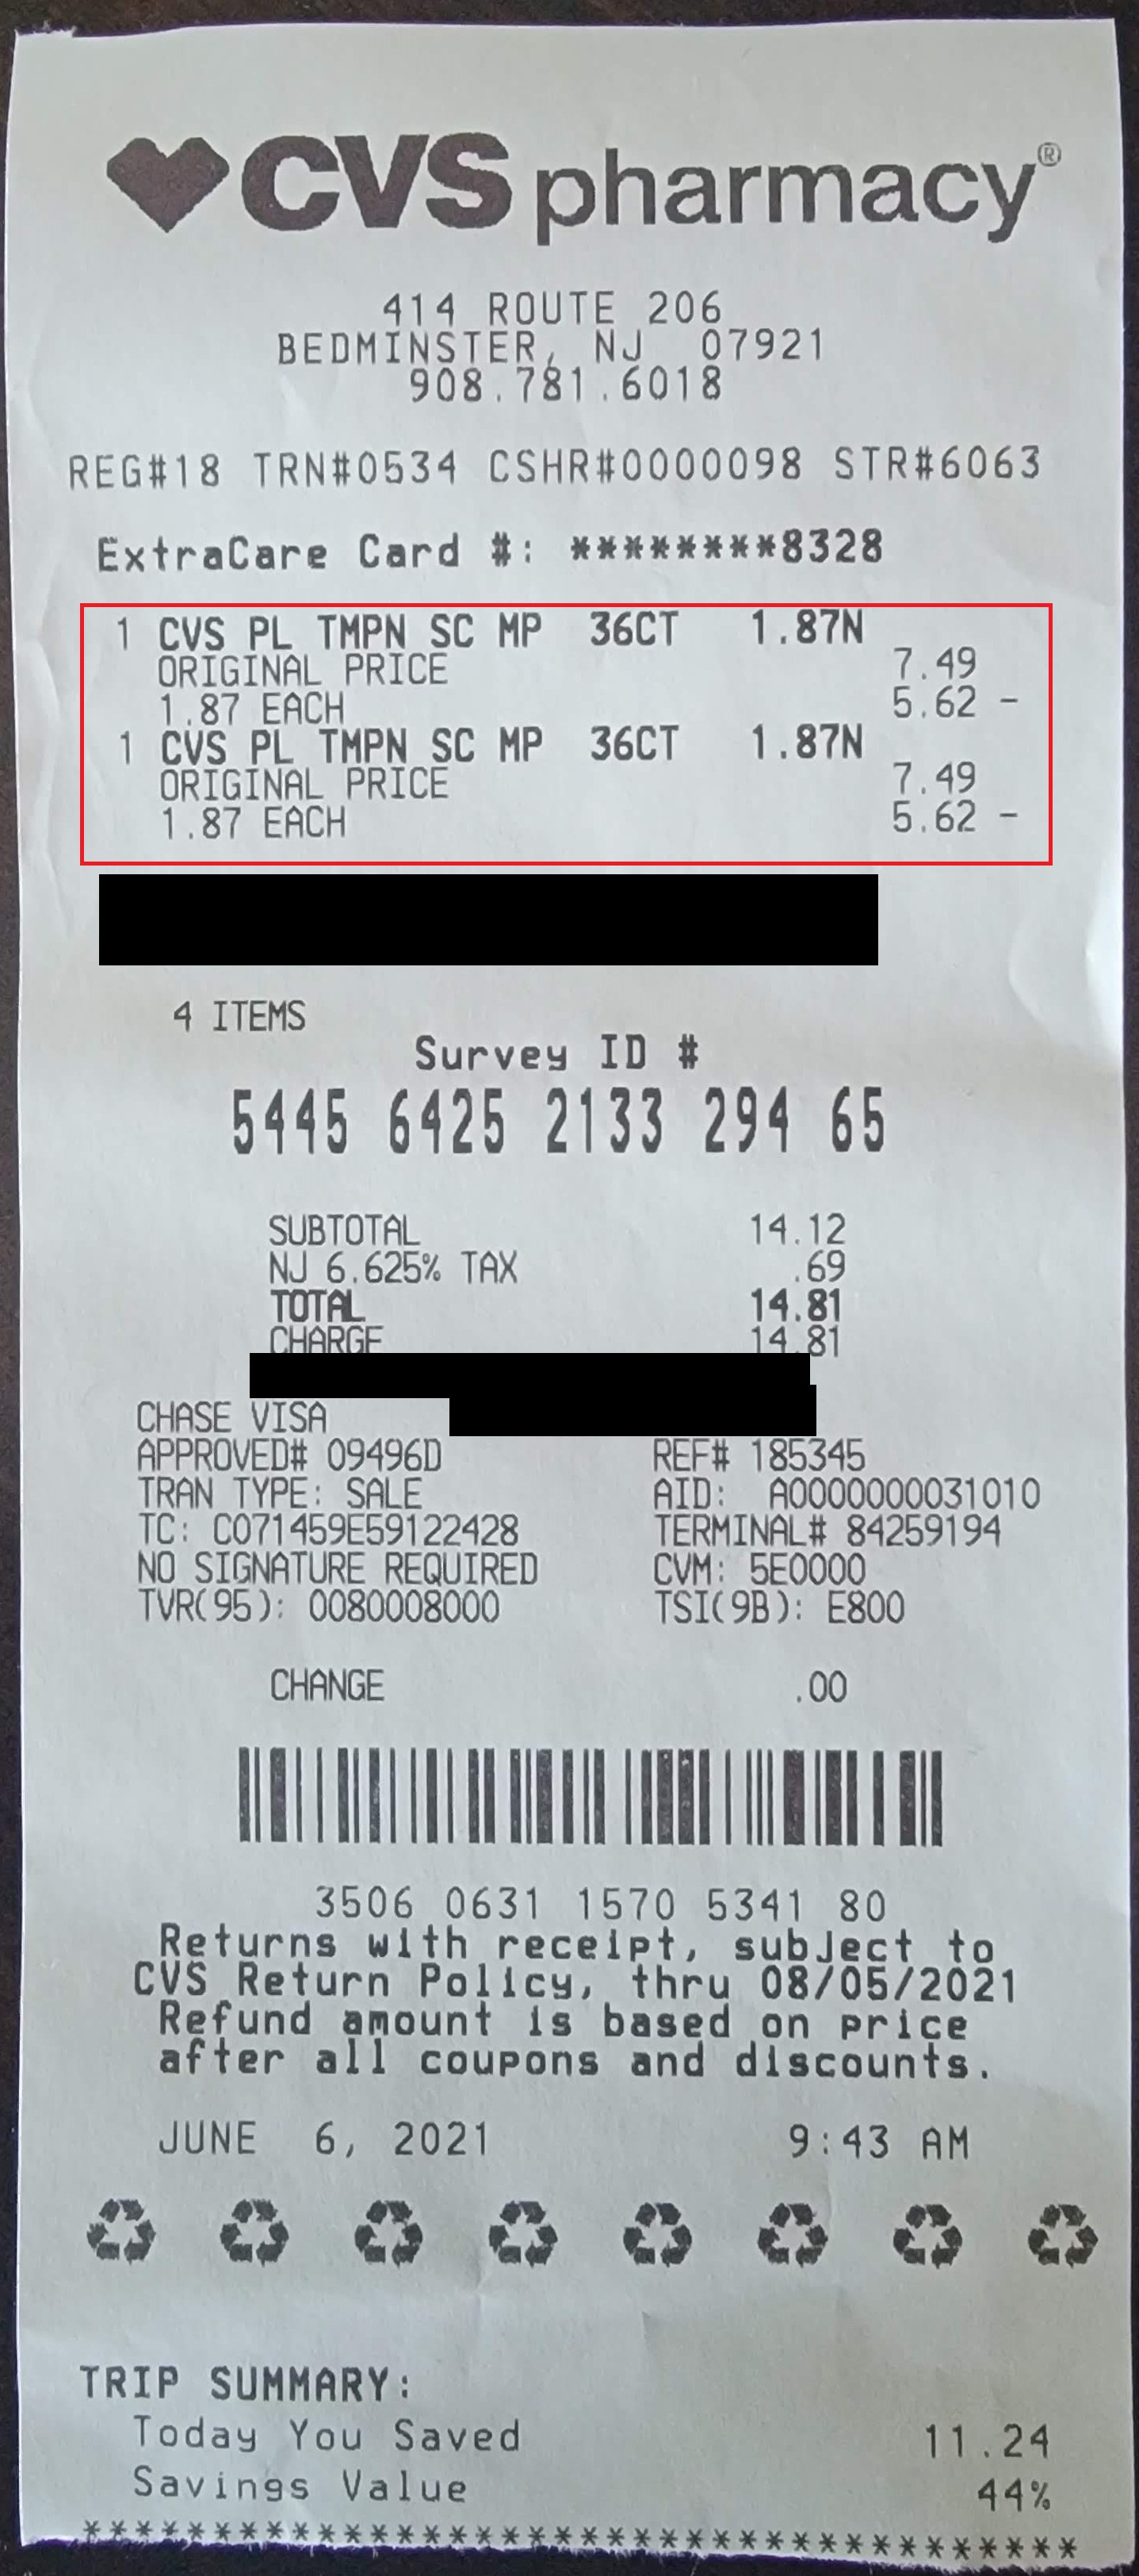 CVS pharmacy®
414 ROUTE 206
BEDMINSTER, NJ 07921
908.781.6018
REG#18 TRN#0534 CSHR#0000098 STR#6063
ExtraCare Card #: ********8328
1 CVS PL TMPN SC MP 36CT 1.87N
ORIGINAL PRICE 7.49
1.87 EACH 5.62 -
1 CVS PL TMPN SC MP 36CT 1.87N
ORIGINAL PRICE 7.49
1.87 EACH 5.62 -
4 ITEMS
Survey ID #
5445 6425 2133 294 65
SUBTOTAL 14.12
NJ 6.625% TAX .69
TOTAL 14.81
CHARGE 14.81
CHASE VISA
APPROVED# 09496D REF# 185345
TRAN TYPE: SALE AID: A0000000031010
TC: C071459E59122428 TERMINAL# 84259194
NO SIGNATURE REQUIRED CVM: 5E0000
TVR(95): 0080008000 TSI(9B): E800
CHANGE .00
3506 0631 1570 5341 80
Returns with receipt, subject to
CVS Return Policy, thru 08/05/2021
Refund amount is based on price
after all coupons and discounts.
JUNE 6, 2021 9:43 AM
TRIP SUMMARY:
Today You Saved 11.24
Savings Value 44%
**************************************